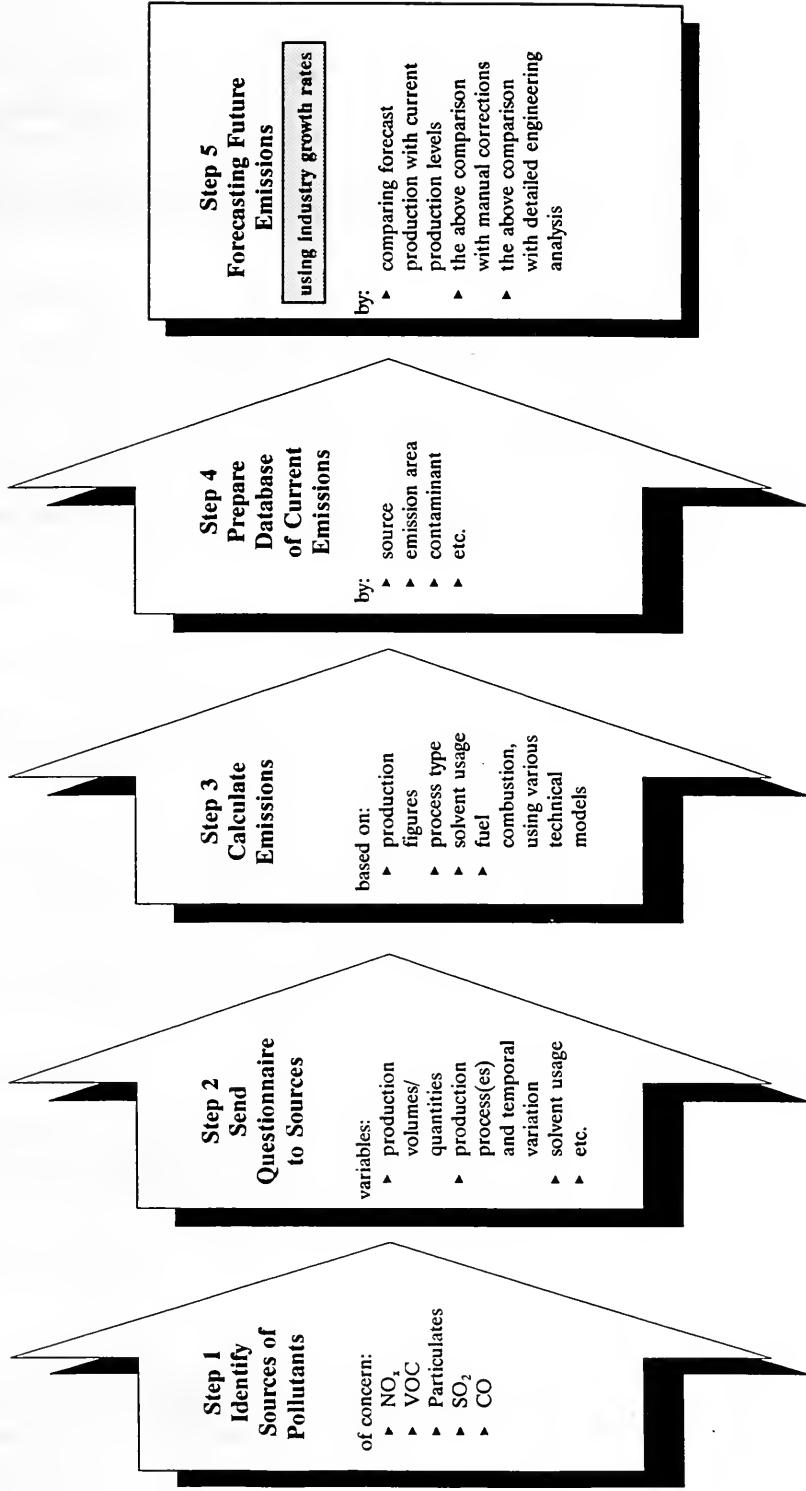 Step 1
Identify
Sources of
Pollutants
of concern:
▸ NOx
▸ VOC
▸ Particulates
▸ SO2
▸ CO
Step 2
Send
Questionnaire
to Sources
variables:
▸ production
volumes/
quantities
▸ production
process(es)
and temporal
variation
▸ solvent usage
▸ etc.
Step 3
Calculate
Emissions
based on:
▸ production
figures
▸ process type
▸ solvent usage
▸ fuel
combustion,
using various
technical
models
Step 4
Prepare
Database
of Current
Emissions
by:
▸ source
▸ emission area
▸ contaminant
▸ etc.
Step 5
Forecasting Future
Emissions
using industry growth rates
by:
▸ comparing forecast
production with current
production levels
▸ the above comparison
with manual corrections
▸ the above comparison
with detailed engineering
analysis